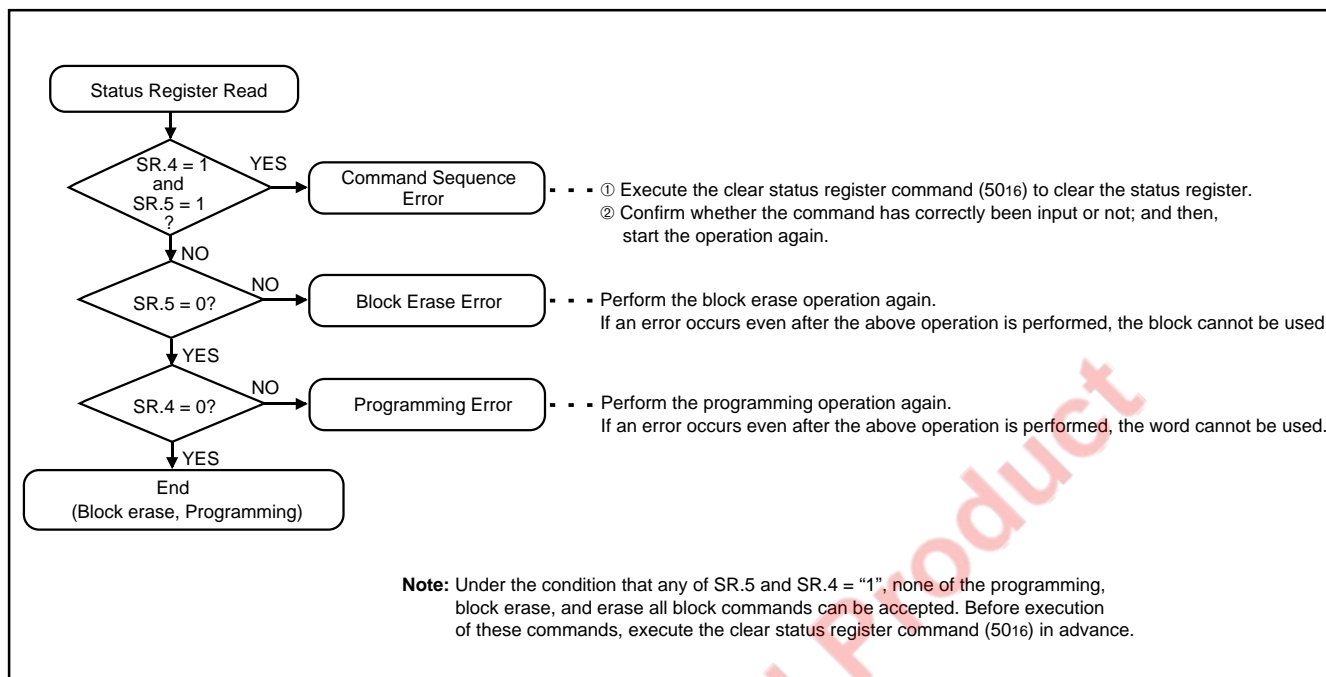 Status Register Read
SR.4 = 1
and
SR.5 = 1
?
YES
Command Sequence
Error
① Execute the clear status register command (5016) to clear the status register.
② Confirm whether the command has correctly been input or not; and then,
start the operation again.
NO
SR.5 = 0?
NO
Block Erase Error
Perform the block erase operation again.
If an error occurs even after the above operation is performed, the block cannot be used
YES
SR.4 = 0?
NO
Programming Error
Perform the programming operation again.
If an error occurs even after the above operation is performed, the word cannot be used.
YES
End
(Block erase, Programming)
Note: Under the condition that any of SR.5 and SR.4 = “1”, none of the programming,
block erase, and erase all block commands can be accepted. Before execution
of these commands, execute the clear status register command (5016) in advance.
Product